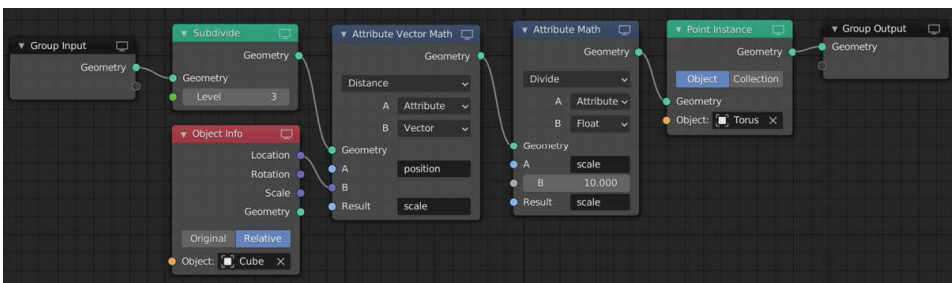 Group Input
Geometry
Subdivide
Geometry
Geometry
Level 3
Object Info
Location
Rotation
Scale
Geometry
Original Relative
Object: Cube
Attribute Vector Math
Geometry
Distance
A Attribute
B Vector
Geometry
A position
B
Result scale
Attribute Math
Geometry
Divide
A Attribute
B Float
Geometry
A scale
B 10.000
Result scale
Point Instance
Geometry
Object Collection
Geometry
Object: Torus
Group Output
Geometry